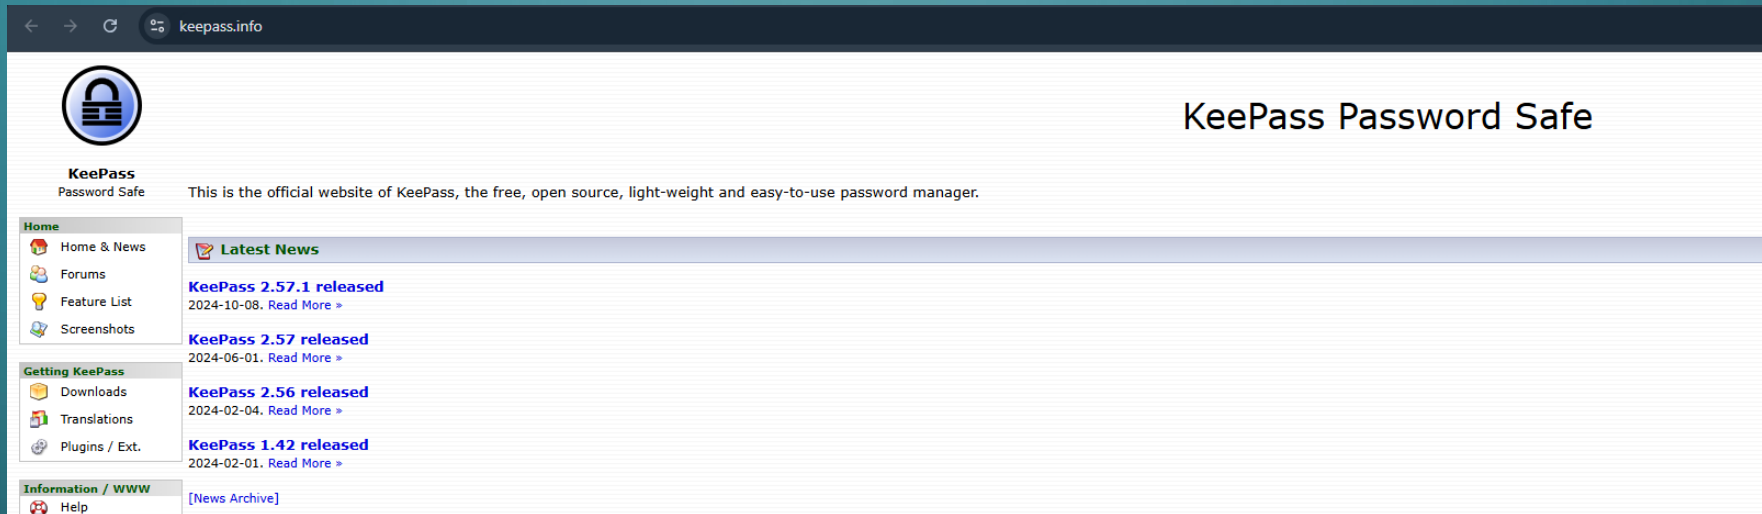 keepass.info
KeePass
Password Safe
KeePass Password Safe
This is the official website of KeePass, the free, open source, light-weight and easy-to-use password manager.
Home
Home & News
Forums
Feature List
Screenshots
Getting KeePass
Downloads
Translations
Plugins / Ext.
Information / WWW
Help
Latest News
KeePass 2.57.1 released
2024-10-08. Read More »
KeePass 2.57 released
2024-06-01. Read More »
KeePass 2.56 released
2024-02-04. Read More »
KeePass 1.42 released
2024-02-01. Read More »
[News Archive]